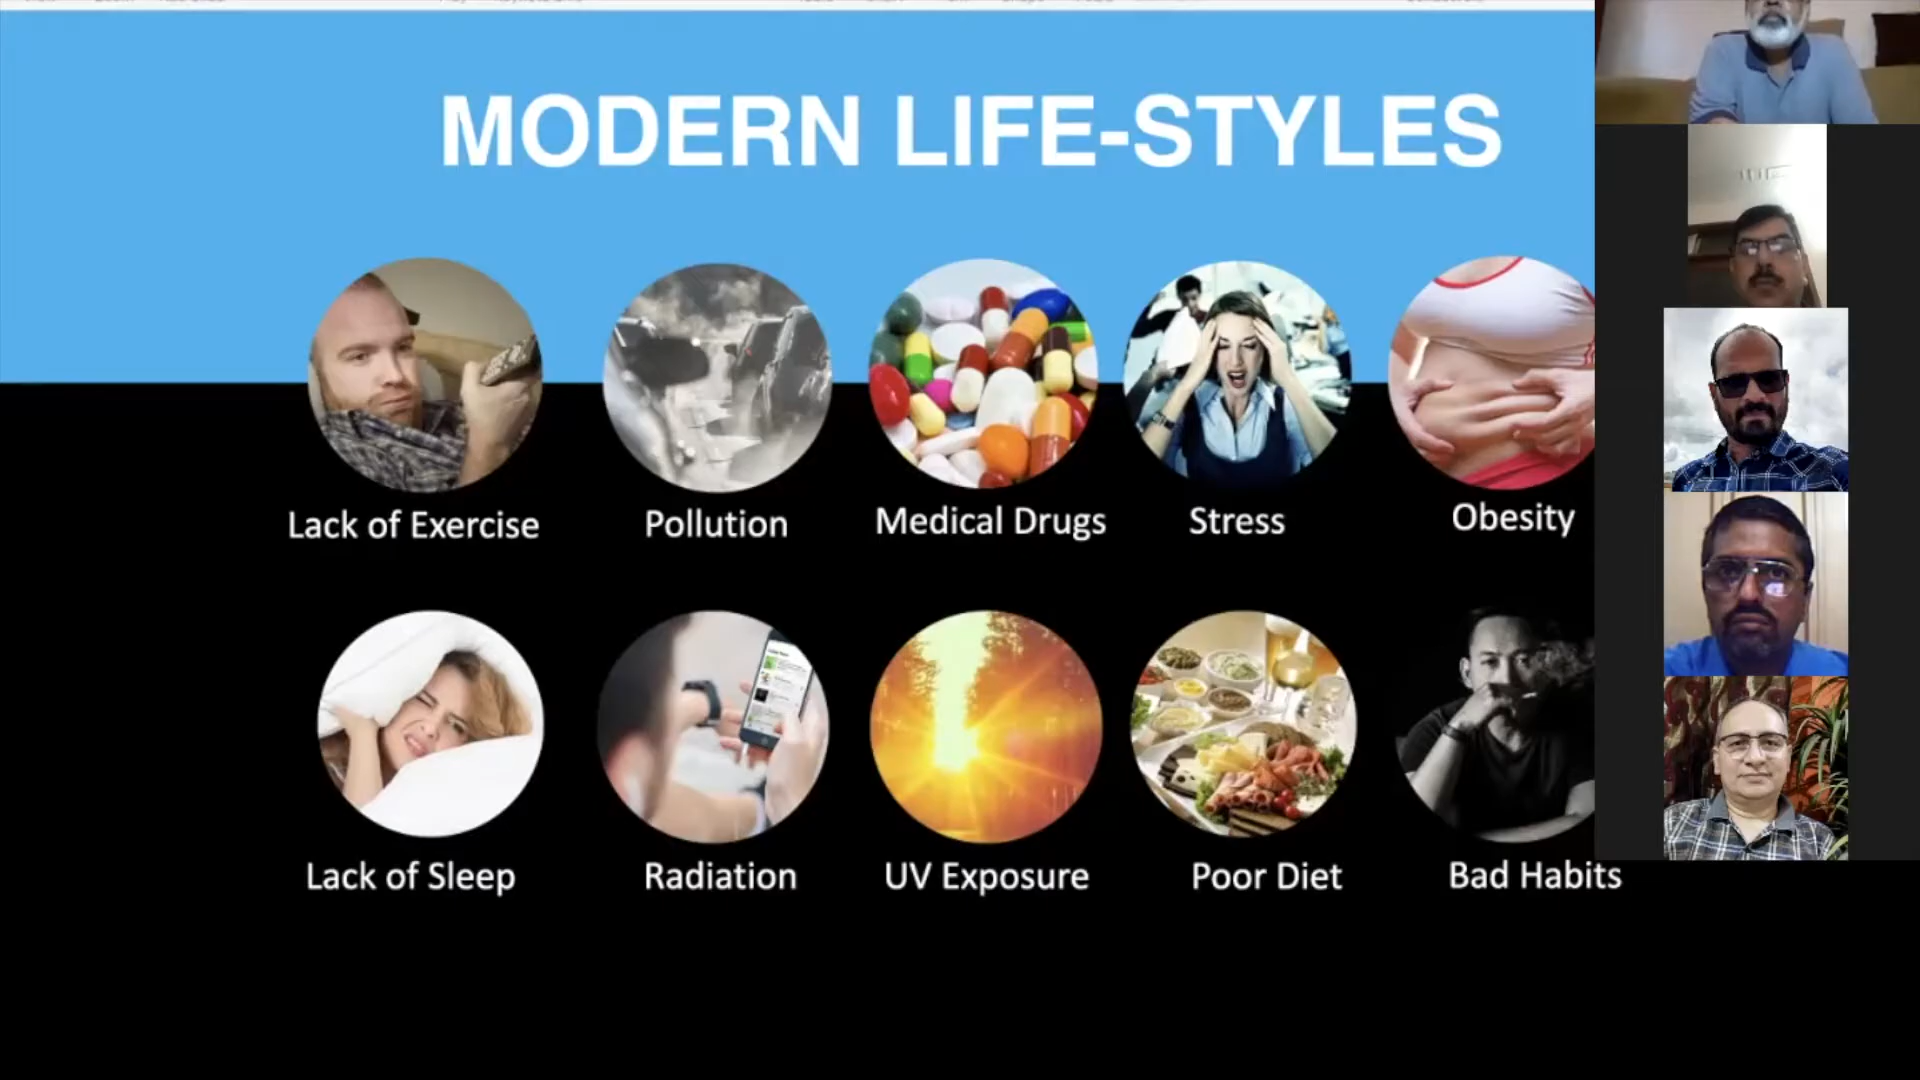 MODERN LIFE-STYLES
Lack of Exercise
Pollution
Medical Drugs
Stress
Obesity
Lack of Sleep
Radiation
UV Exposure
Poor Diet
Bad Habits